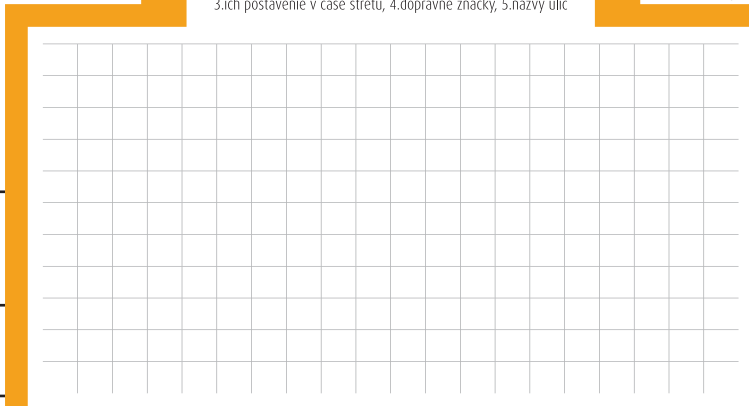 3.ich postavenie v čase stretu, 4.dopravné značky, 5.názvy ulíc